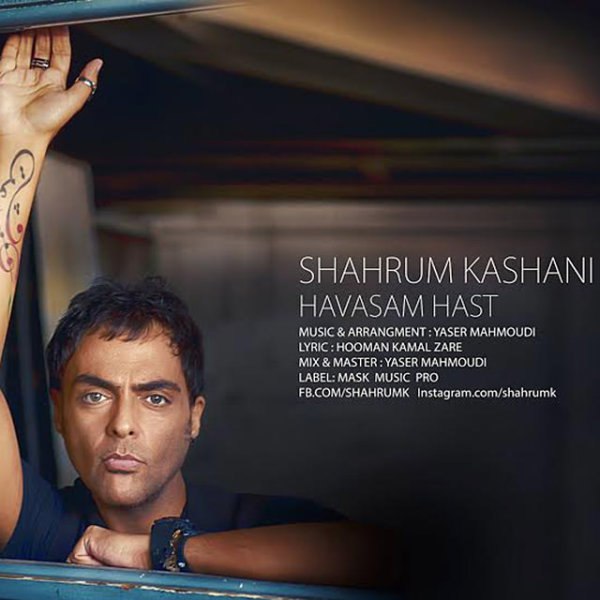 SHAHRUM KASHANI
HAVASAM HAST
MUSIC & ARRANGMENT : YASER MAHMOUDI
LYRIC : HOOMAN KAMAL ZARE
MIX & MASTER : YASER MAHMOUDI
LABEL: MASK MUSIC PRO
FB.COM/SHAHRUMK Instagram.com/shahrumk